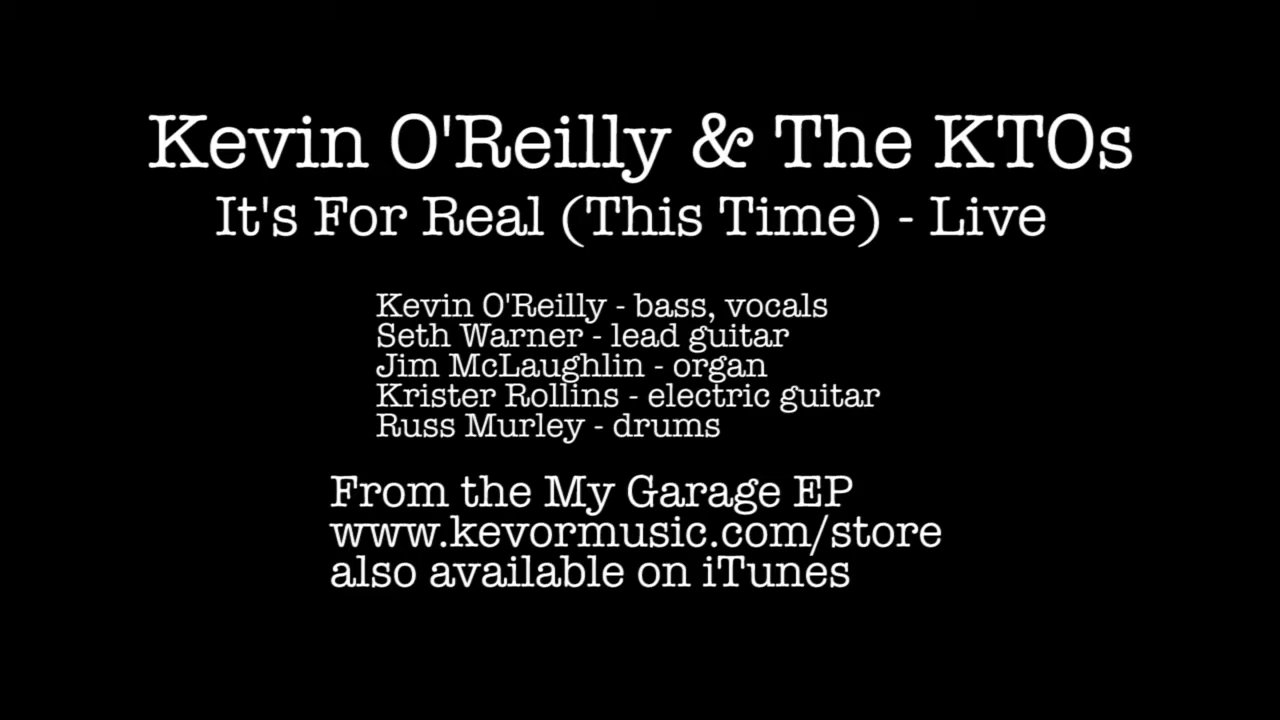 Kevin O'Reilly & The KTOs
It's For Real (This Time) - Live
Kevin O'Reilly - bass, vocals
Seth Warner - lead guitar
Jim McLaughlin - organ
Krister Rollins - electric guitar
Russ Murley - drums
From the My Garage EP
www.kevormusic.com/store
also available on iTunes